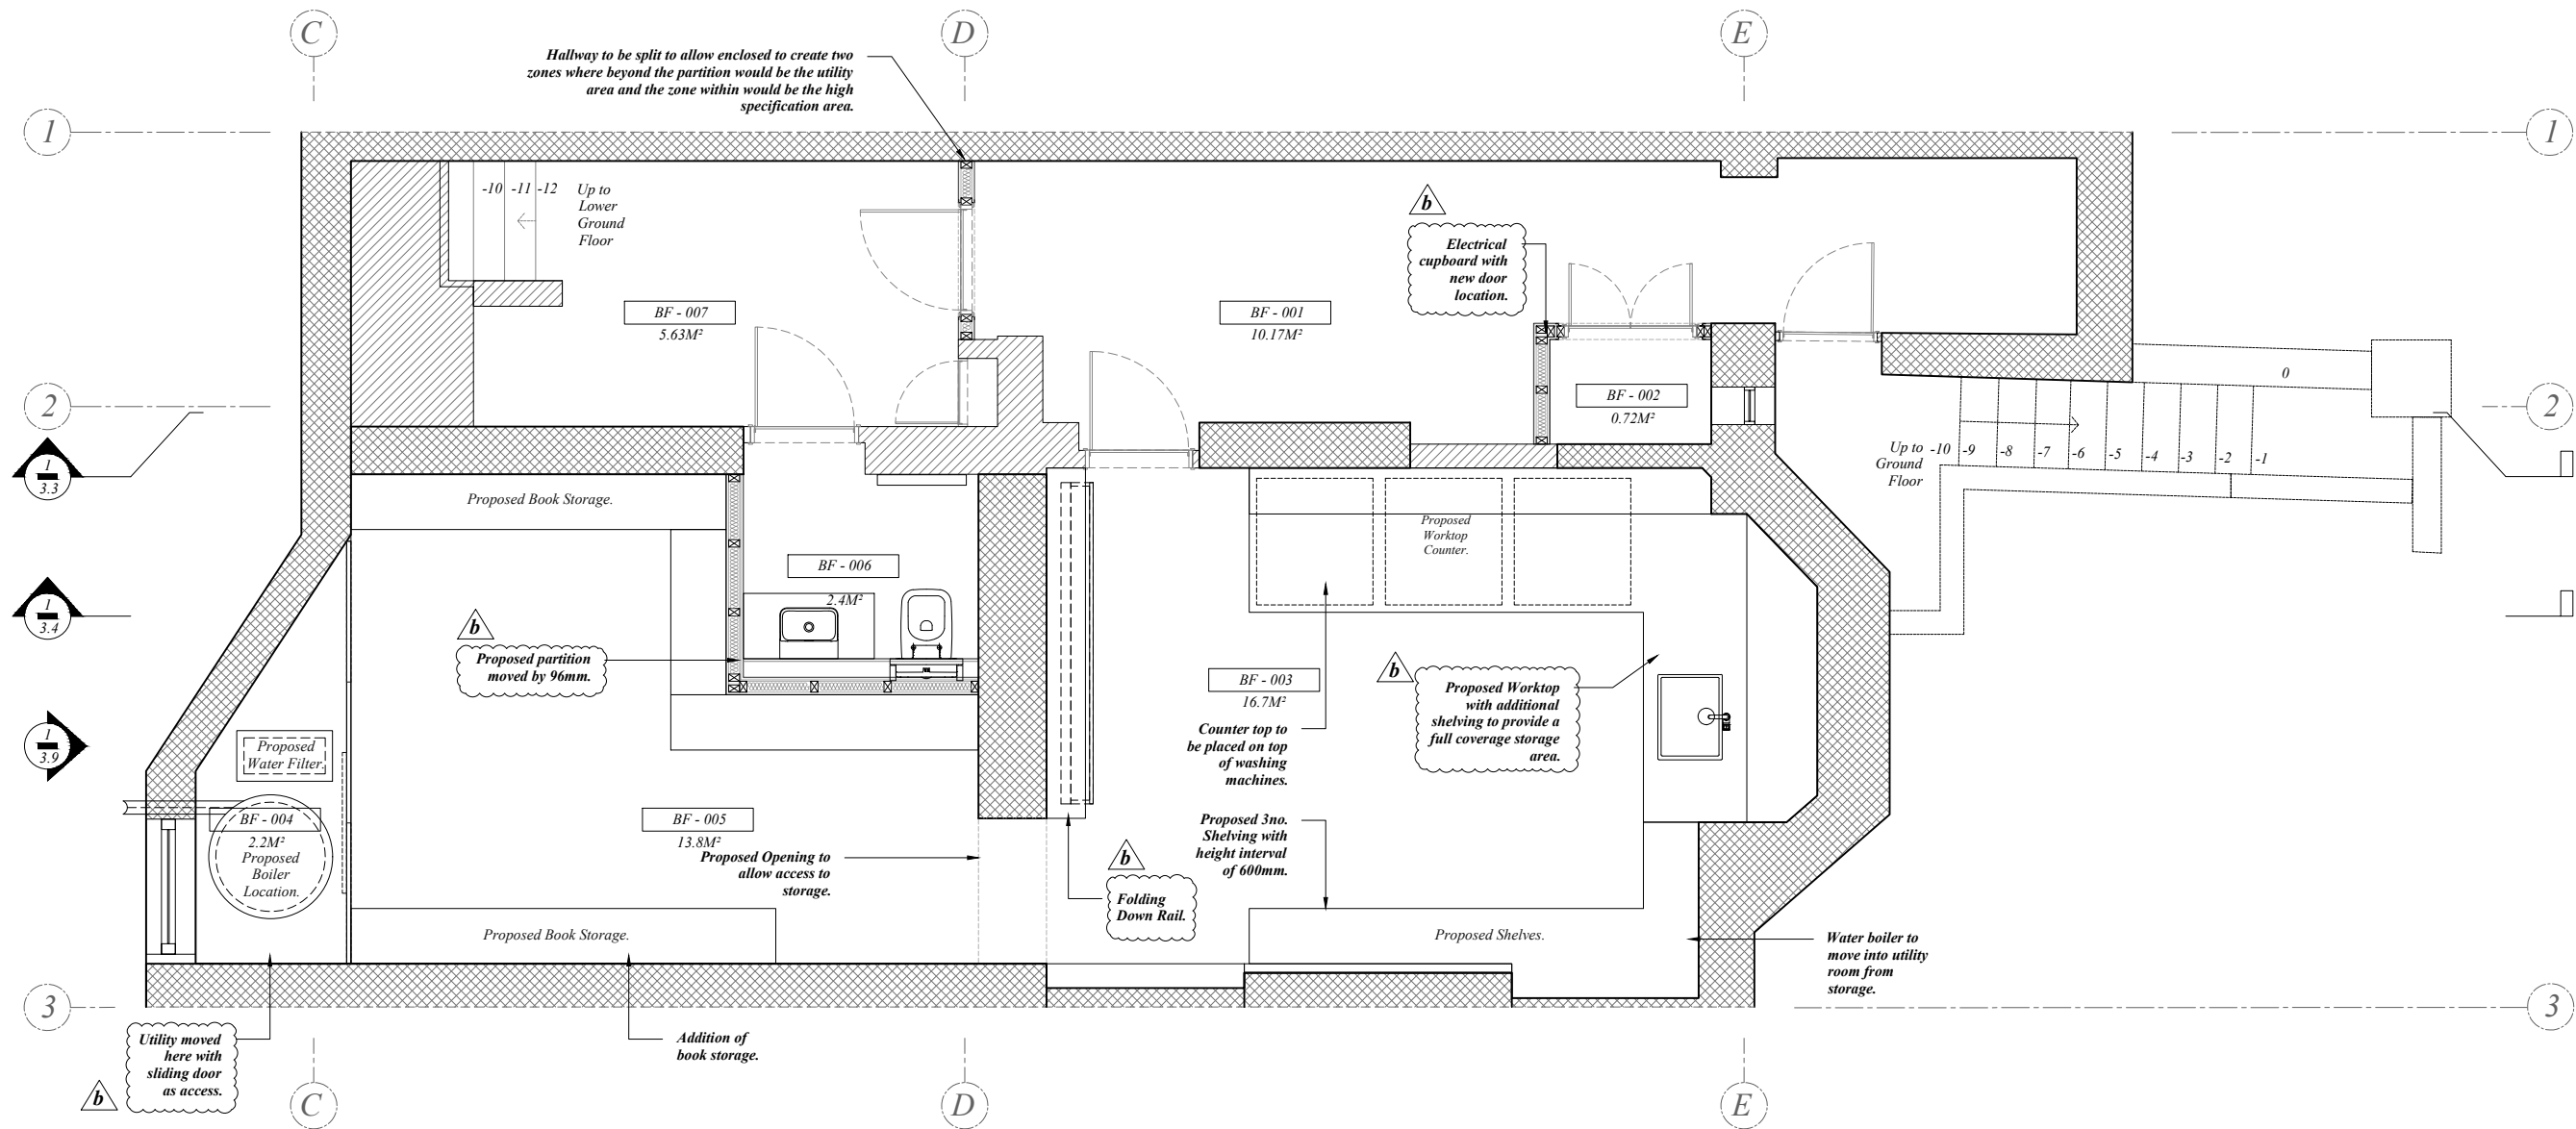 C
D
E
Hallway to be split to allow enclosed to create two
zones where beyond the partition would be the utility
area and the zone within would be the high
specification area.
1
1
-10
-11
-12
Up to
Lower
Ground
Floor
b
Electrical
cupboard with
new door
location.
BF - 007
5.63M²
BF - 001
10.17M²
BF - 002
0.72M²
0
2
2
Up to
Ground
Floor
-10
-9
-8
-7
-6
-5
-4
-3
-2
-1
1
3.3
Proposed Book Storage.
Proposed
Worktop
Counter.
BF - 006
2.4M²
1
3.4
b
Proposed partition
moved by 96mm.
BF - 003
16.7M²
b
Proposed Worktop
with additional
shelving to provide a
full coverage storage
area.
Counter top to
be placed on top
of washing
machines.
1
3.9
Proposed
Water Filter.
BF - 004
2.2M²
Proposed
Boiler
Location.
BF - 005
13.8M²
Proposed Opening to
allow access to
storage.
Proposed 3no.
Shelving with
height interval
of 600mm.
b
Folding
Down Rail.
Proposed Book Storage.
Proposed Shelves.
Water boiler to
move into utility
room from
storage.
3
3
Utility moved
here with
sliding door
as access.
b
Addition of
book storage.
C
D
E